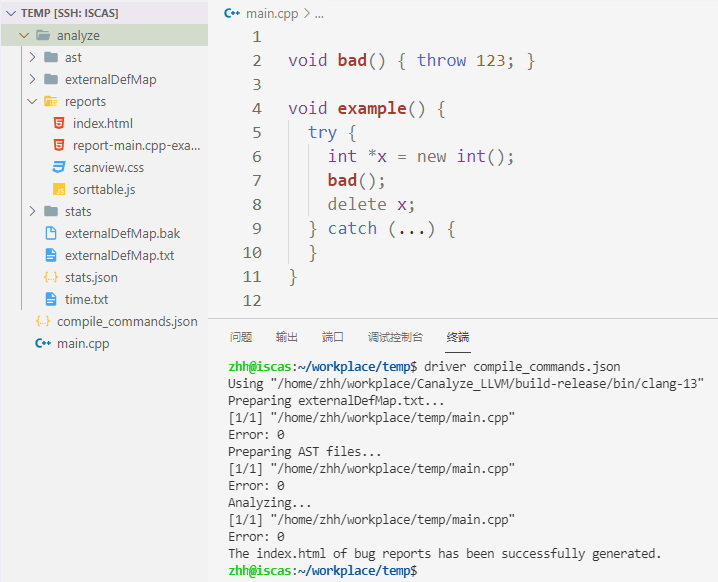 TEMP [SSH: ISCAS]
analyze
ast
externalDefMap
reports
index.html
report-main.cpp-exa...
scanview.css
sorttable.js
stats
externalDefMap.bak
externalDefMap.txt
stats.json
time.txt
compile_commands.json
main.cpp
main.cpp > ...
1
2 void bad() { throw 123; }
3
4 void example() {
5 try {
6 int *x = new int();
7 bad();
8 delete x;
9 } catch (...) {
10 }
11 }
12
问题 输出 端口 调试控制台 终端
zhh@iscas:~/workplace/temp$ driver compile_commands.json
Using "/home/zhh/workplace/Canalyze_LLVM/build-release/bin/clang-13"
Preparing externalDefMap.txt...
[1/1] "/home/zhh/workplace/temp/main.cpp"
Error: 0
Preparing AST files...
[1/1] "/home/zhh/workplace/temp/main.cpp"
Error: 0
Analyzing...
[1/1] "/home/zhh/workplace/temp/main.cpp"
Error: 0
The index.html of bug reports has been successfully generated.
zhh@iscas:~/workplace/temp$